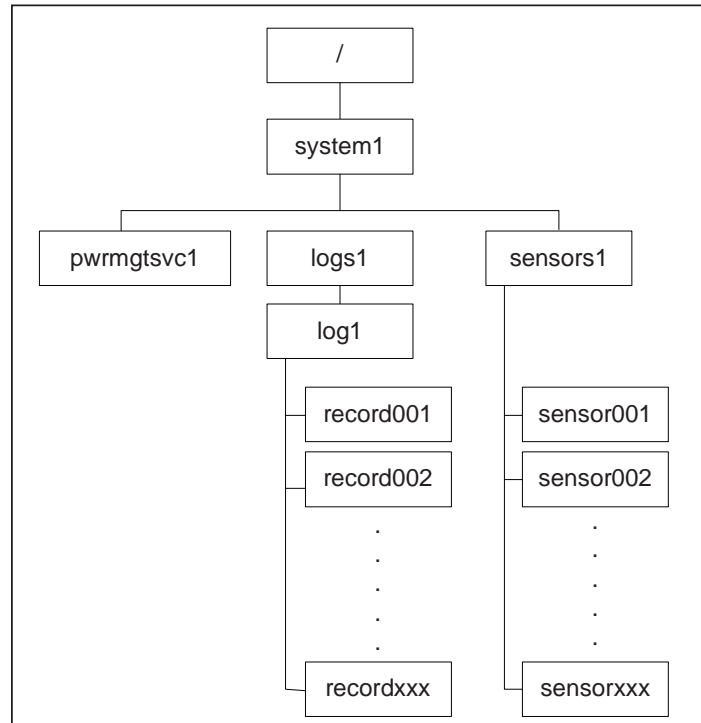 /
system1
pwrmgtsvc1 logs1 sensors1
log1
record001 sensor001
record002 sensor002
. .
. .
. .
. .
. .
recordxxx sensorxxx